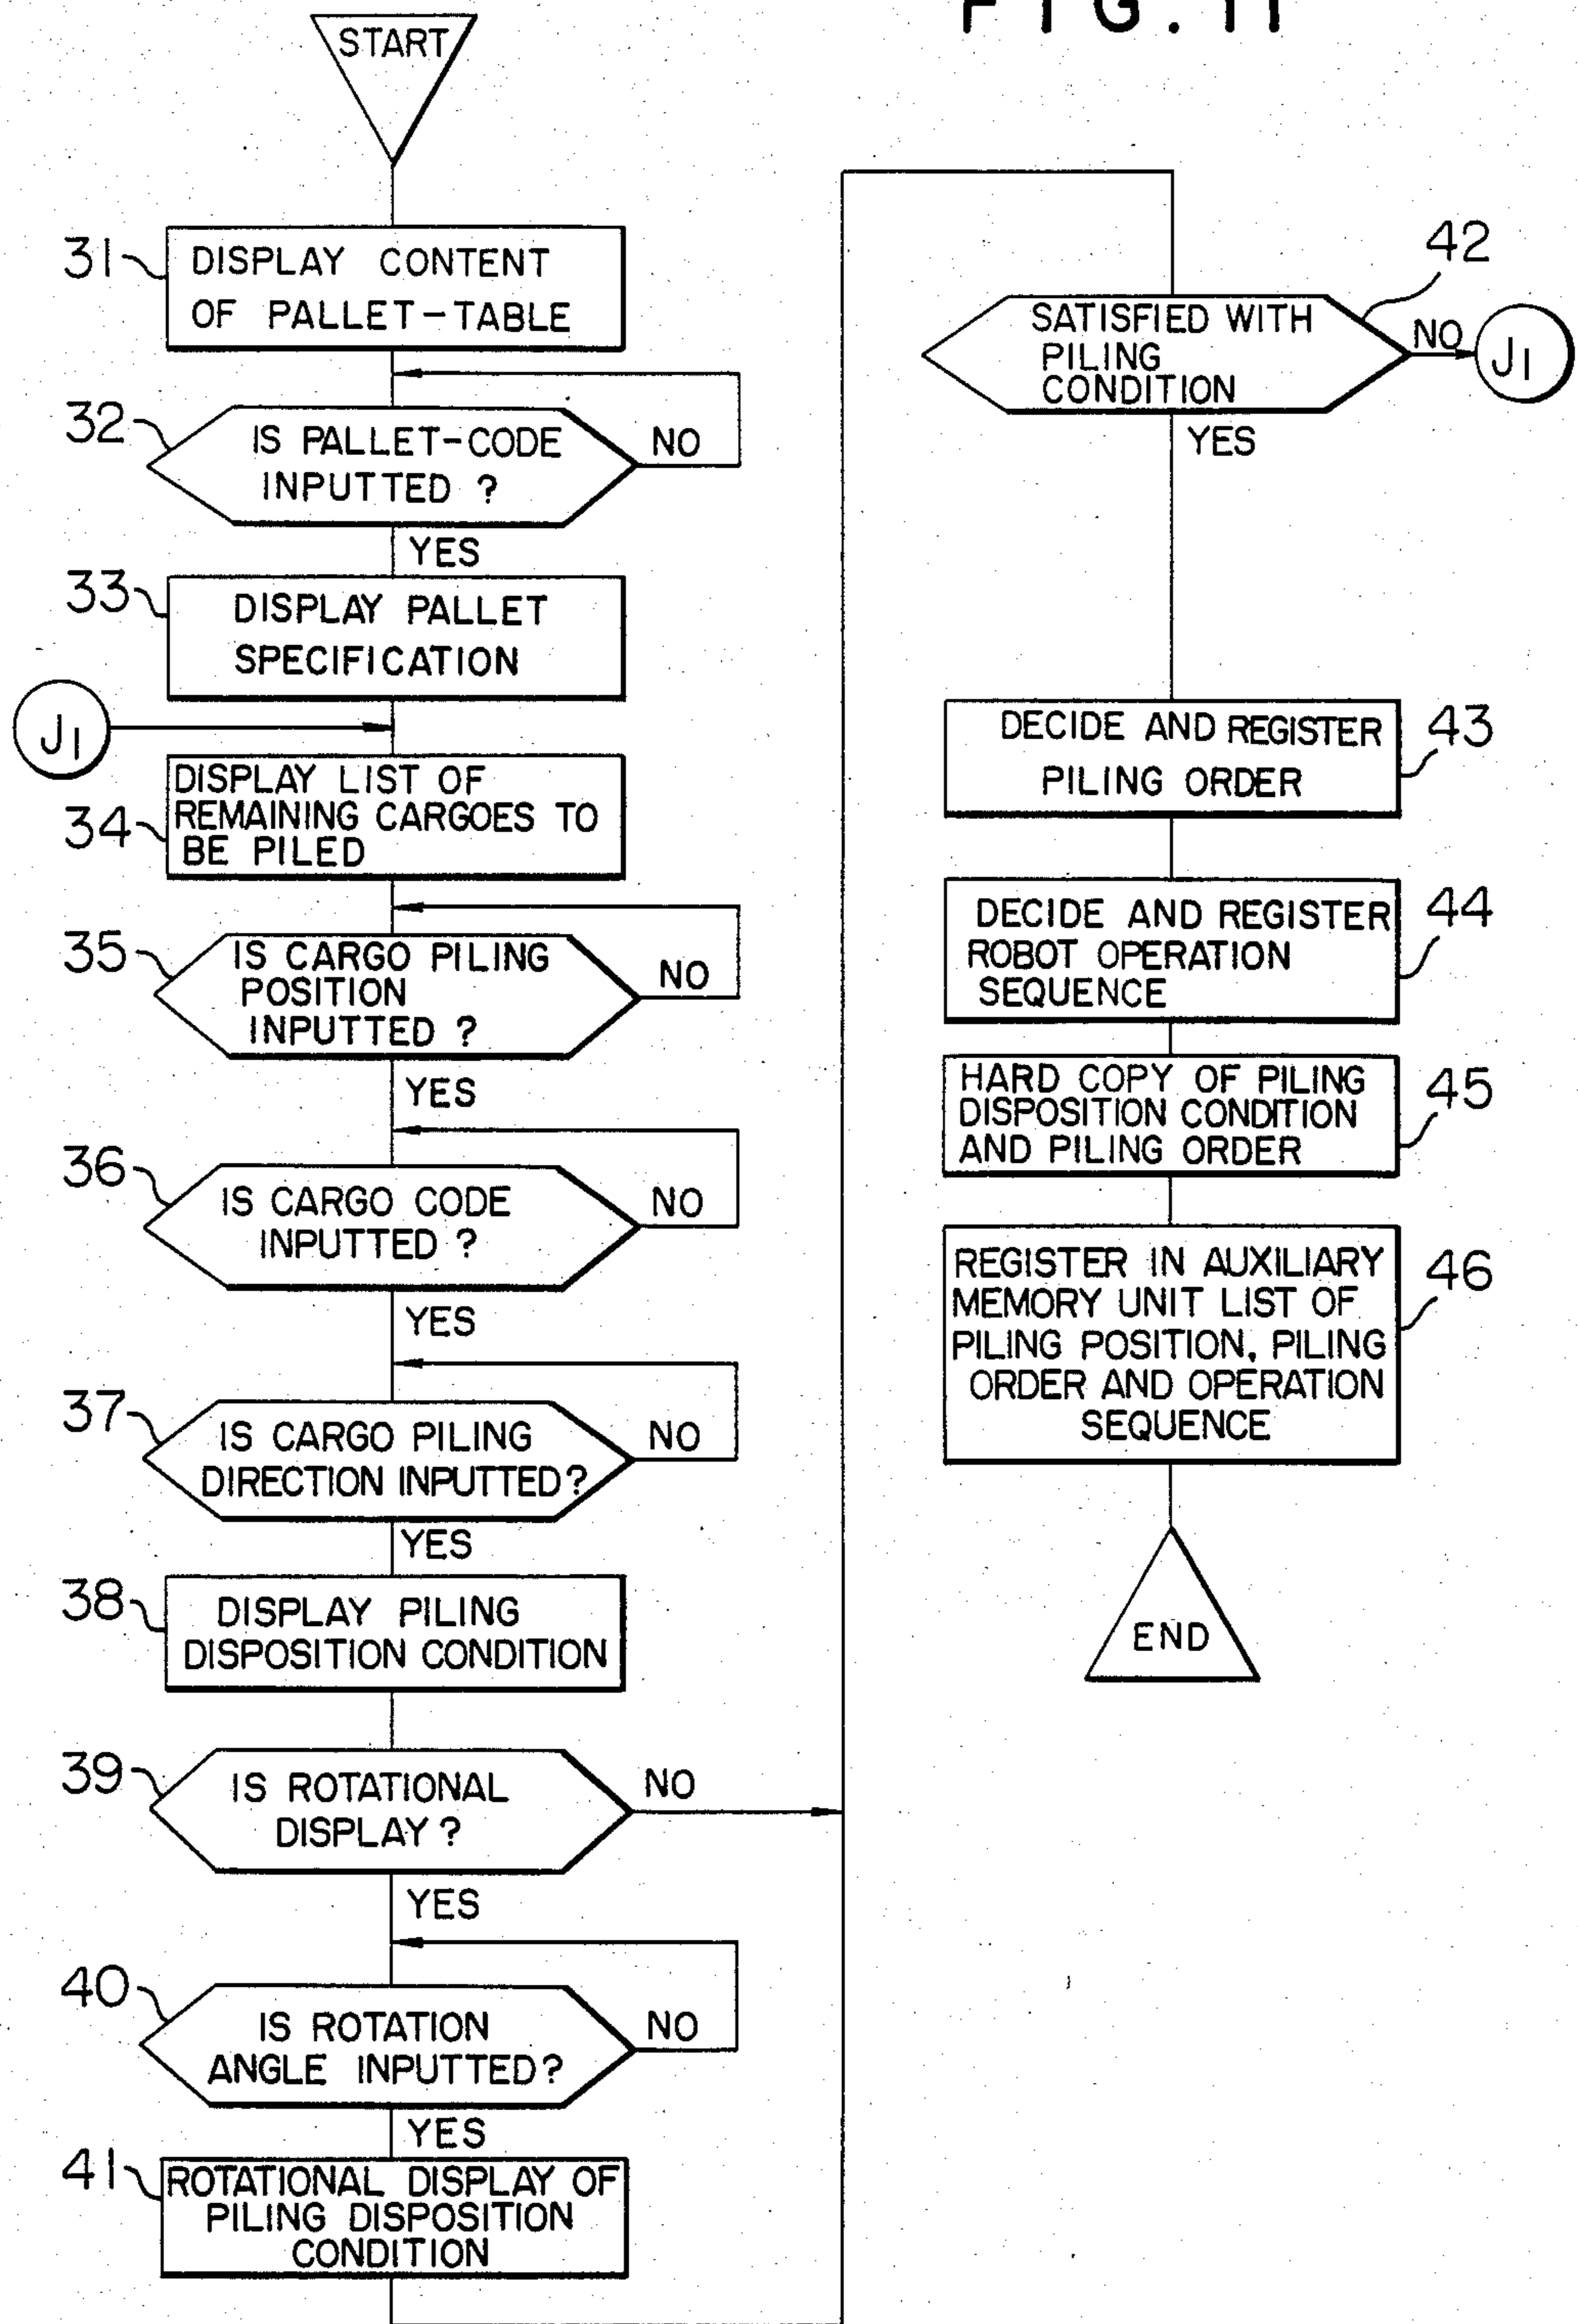 FIG. 11
START
31
DISPLAY CONTENT
OF PALLET-TABLE
32
IS PALLET-CODE
INPUTTED ?
NO
YES
33
DISPLAY PALLET
SPECIFICATION
J1
34
DISPLAY LIST OF
REMAINING CARGOES TO
BE PILED
35
IS CARGO PILING
POSITION
INPUTTED ?
NO
YES
36
IS CARGO CODE
INPUTTED ?
NO
YES
37
IS CARGO PILING
DIRECTION INPUTTED?
NO
YES
38
DISPLAY PILING
DISPOSITION CONDITION
39
IS ROTATIONAL
DISPLAY ?
NO
YES
40
IS ROTATION
ANGLE INPUTTED?
NO
YES
41
ROTATIONAL DISPLAY OF
PILING DISPOSITION
CONDITION
42
SATISFIED WITH
PILING
CONDITION
NO
J1
YES
DECIDE AND REGISTER
PILING ORDER
43
DECIDE AND REGISTER
ROBOT OPERATION
SEQUENCE
44
HARD COPY OF PILING
DISPOSITION CONDITION
AND PILING ORDER
45
REGISTER IN AUXILIARY
MEMORY UNIT LIST OF
PILING POSITION, PILING
ORDER AND OPERATION
SEQUENCE
46
END